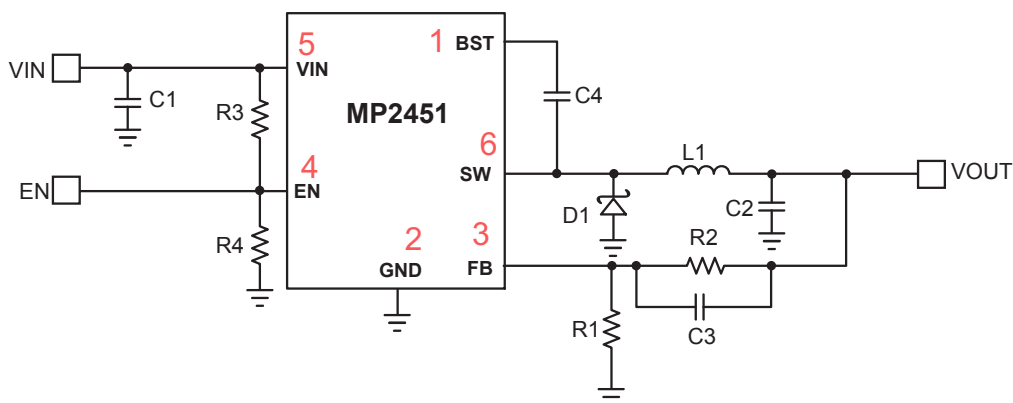 5
1 BST
VIN
VIN
C1
R3
MP2451
C4
6
L1
4
SW
VOUT
EN
EN
D1
C2
R4
2
3
R2
GND
FB
R1
C3